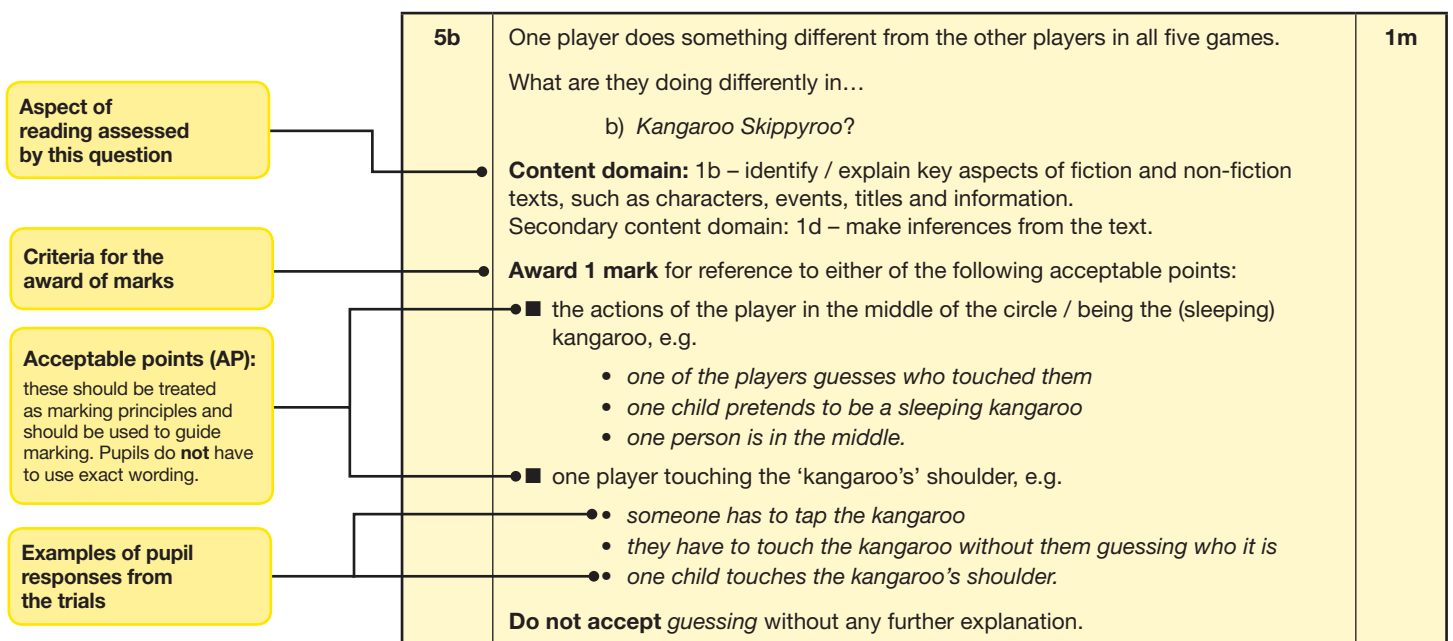 Aspect of
reading assessed
by this question
Criteria for the
award of marks
Acceptable points (AP):
these should be treated
as marking principles and
should be used to guide
marking. Pupils do not have
to use exact wording.
Examples of pupil
responses from
the trials
5b
One player does something different from the other players in all five games.
1m
What are they doing differently in…
b) Kangaroo Skippyroo?
Content domain: 1b – identify / explain key aspects of fiction and non-fiction
texts, such as characters, events, titles and information.
Secondary content domain: 1d – make inferences from the text.
Award 1 mark for reference to either of the following acceptable points:
■ the actions of the player in the middle of the circle / being the (sleeping)
kangaroo, e.g.
• one of the players guesses who touched them
• one child pretends to be a sleeping kangaroo
• one person is in the middle.
■ one player touching the ‘kangaroo’s’ shoulder, e.g.
• someone has to tap the kangaroo
• they have to touch the kangaroo without them guessing who it is
• one child touches the kangaroo’s shoulder.
Do not accept guessing without any further explanation.